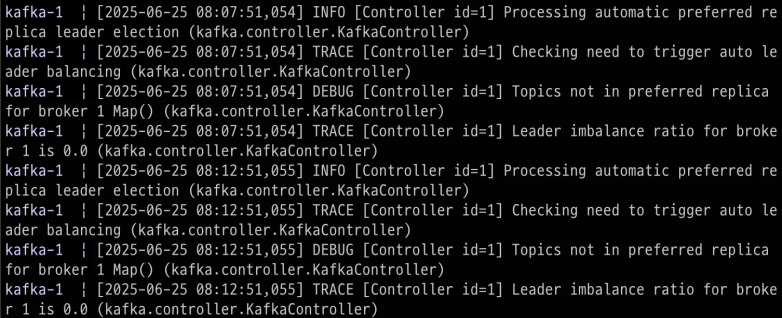 kafka-1  ¦ [2025-06-25 08:07:51,054] INFO [Controller id=1] Processing automatic preferred re
plica leader election (kafka.controller.KafkaController)
kafka-1  ¦ [2025-06-25 08:07:51,054] TRACE [Controller id=1] Checking need to trigger auto le
ader balancing (kafka.controller.KafkaController)
kafka-1  ¦ [2025-06-25 08:07:51,054] DEBUG [Controller id=1] Topics not in preferred replica
for broker 1 Map() (kafka.controller.KafkaController)
kafka-1  ¦ [2025-06-25 08:07:51,054] TRACE [Controller id=1] Leader imbalance ratio for broke
r 1 is 0.0 (kafka.controller.KafkaController)
kafka-1  ¦ [2025-06-25 08:12:51,055] INFO [Controller id=1] Processing automatic preferred re
plica leader election (kafka.controller.KafkaController)
kafka-1  ¦ [2025-06-25 08:12:51,055] TRACE [Controller id=1] Checking need to trigger auto le
ader balancing (kafka.controller.KafkaController)
kafka-1  ¦ [2025-06-25 08:12:51,055] DEBUG [Controller id=1] Topics not in preferred replica
for broker 1 Map() (kafka.controller.KafkaController)
kafka-1  ¦ [2025-06-25 08:12:51,055] TRACE [Controller id=1] Leader imbalance ratio for broke
r 1 is 0.0 (kafka.controller.KafkaController)